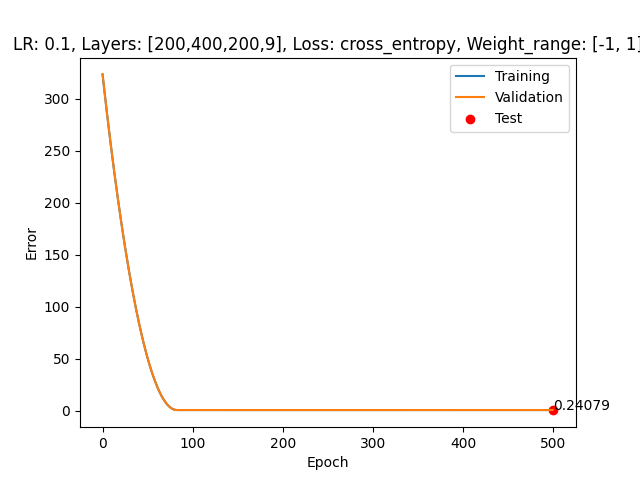 LR: 0.1, Layers: [200,400,200,9], Loss: cross_entropy, Weight_range: [-1, 1]
Training
Validation
Test
300
250
200
150
100
50
0
Error
0.24079
0
100
200
300
400
500
Epoch